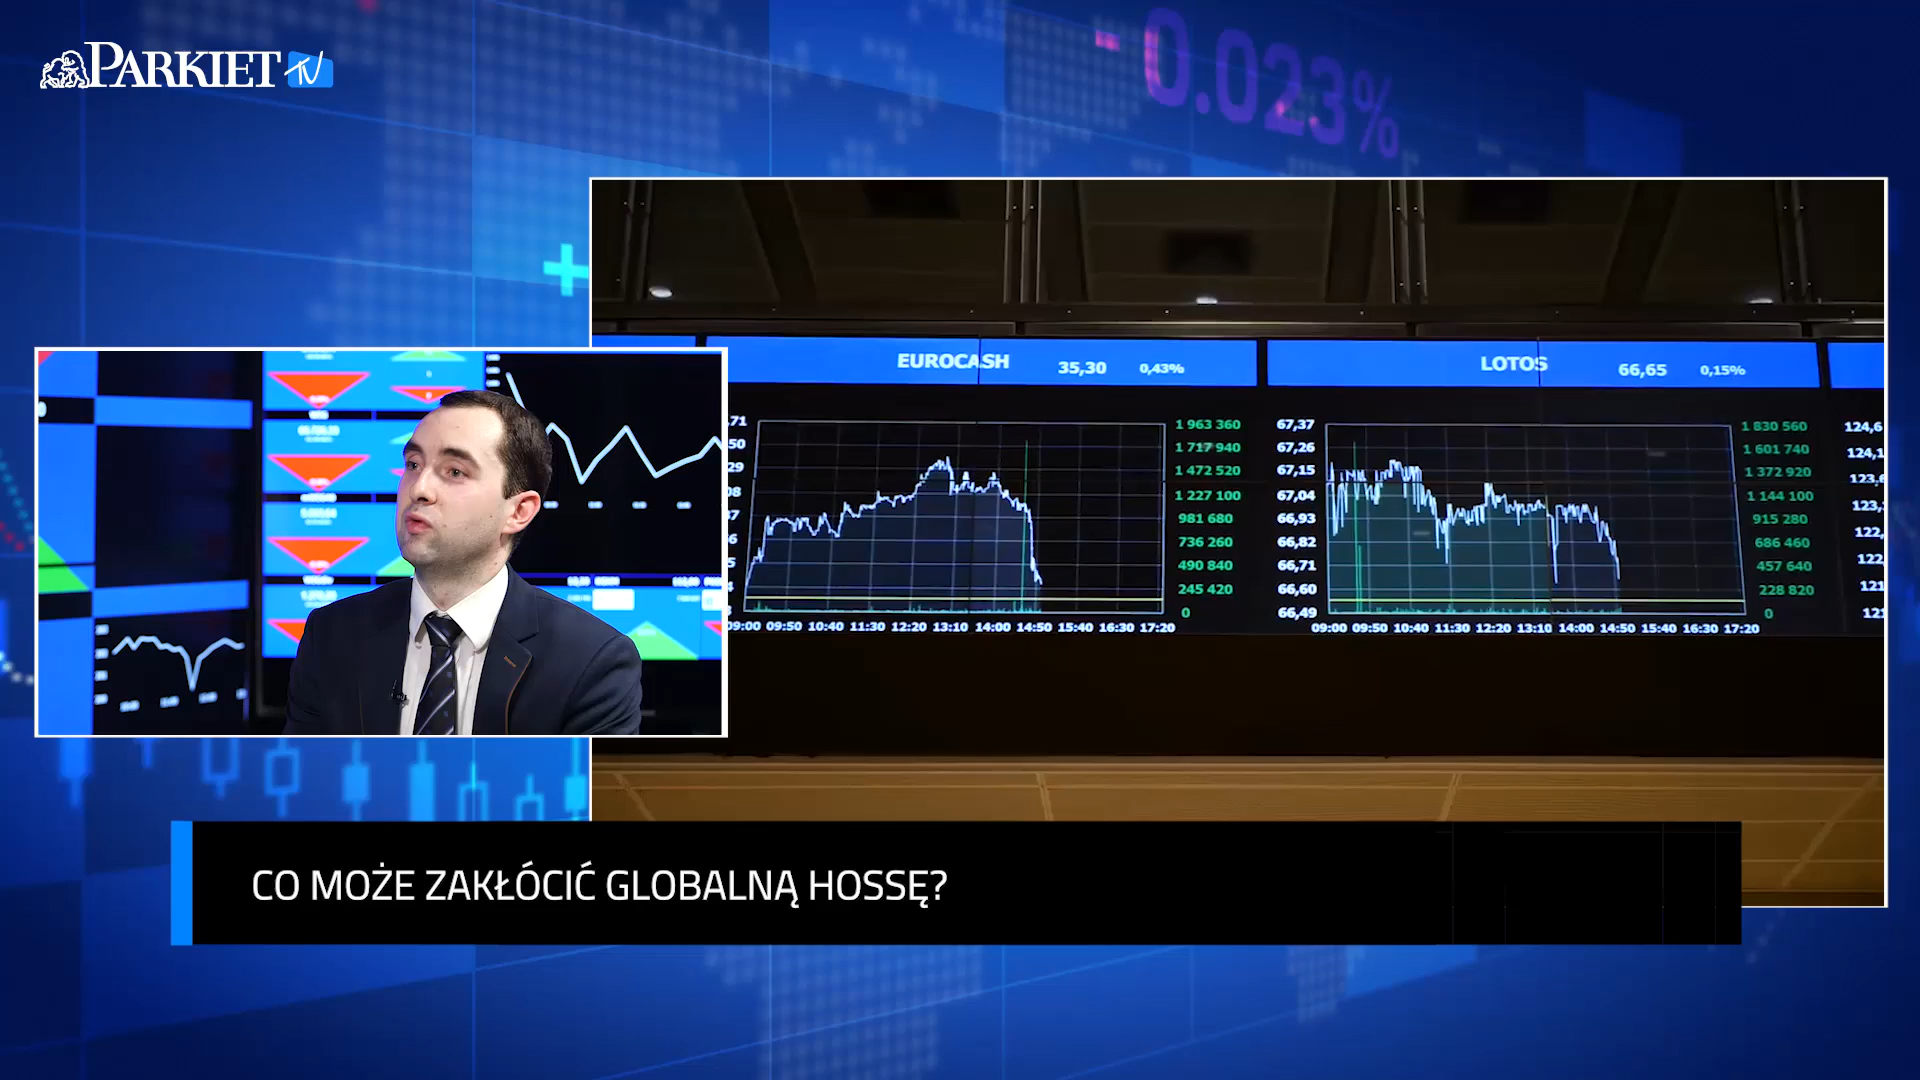 PARKIET TV
- 0.023%
EUROCASH 35,30 0,43%
LOTOS 66,65 0,15%
1 963 360
1 717 940
1 472 520
1 227 100
981 680
736 260
490 840
245 420
0
09:00 09:50 10:40 11:30 12:20 13:10 14:00 14:50 15:40 16:30 17:20
67,37
67,26
67,15
67,04
66,93
66,82
66,71
66,60
66,49
1 830 560
1 601 740
1 372 920
1 144 100
915 280
686 460
457 640
228 820
0
09:00 09:50 10:40 11:30 12:20 13:10 14:00 14:50 15:40 16:30 17:20
CO MOŻE ZAKŁÓCIĆ GLOBALNĄ HOSSĘ?